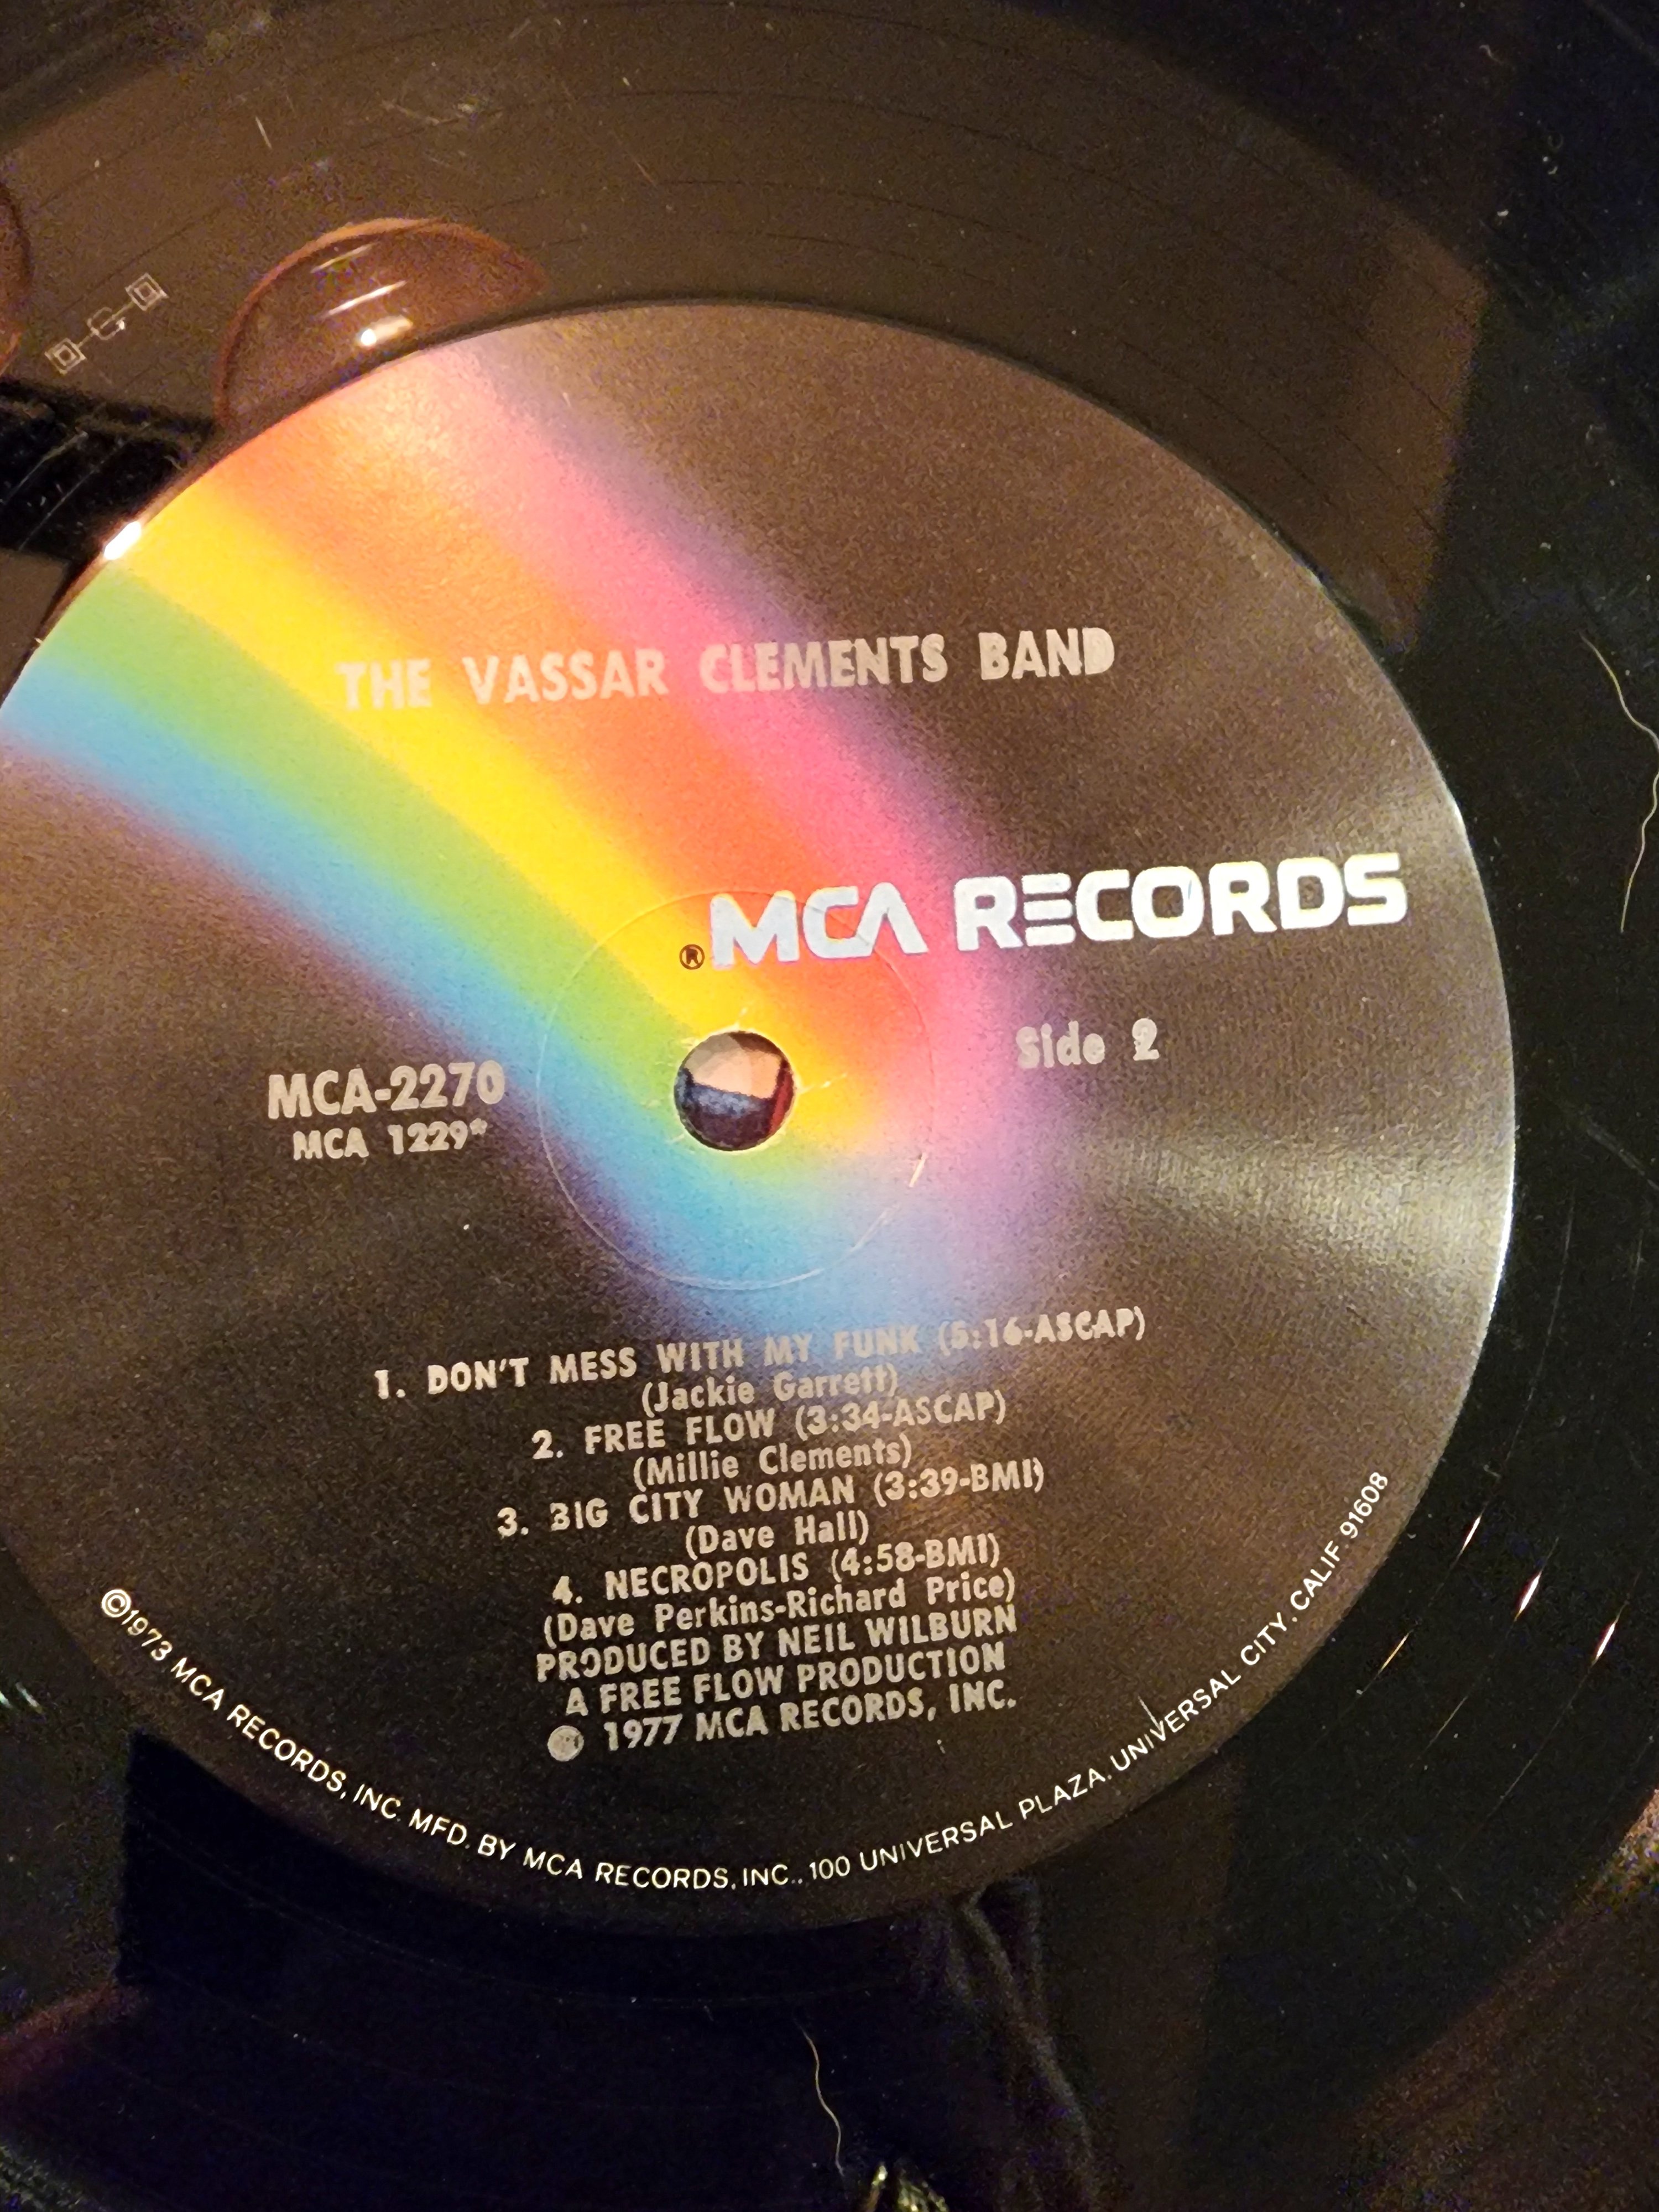 THE VASSAR CLEMENTS BAND
®MCA RECORDS
Side 2
MCA-2270
MCA 1229*
1. DON'T MESS WITH MY FUNK (5:16-ASCAP)
(Jackie Garrett)
2. FREE FLOW (3:34-ASCAP)
(Millie Clements)
3. BIG CITY WOMAN (3:39-BMI)
(Dave Hall)
4. NECROPOLIS (4:58-BMI)
(Dave Perkins-Richard Price)
PRODUCED BY NEIL WILBURN
A FREE FLOW PRODUCTION
℗ 1977 MCA RECORDS, INC.
©1973 MCA RECORDS, INC. MFD. BY MCA RECORDS, INC., 100 UNIVERSAL PLAZA, UNIVERSAL CITY, CALIF. 91608